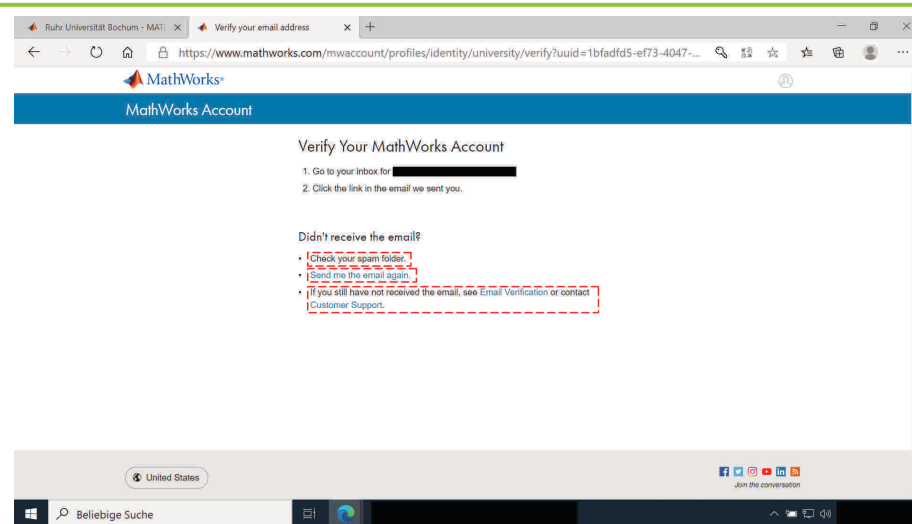 Ruhr Universität Bochum - MAT
Verify your email address
https://www.mathworks.com/mwaccount/profiles/identity/university/verify?uuid=1bfadfd5-ef73-4047-...
MathWorks®
MathWorks Account
Verify Your MathWorks Account
1. Go to your inbox for
2. Click the link in the email we sent you.
Didn't receive the email?
• Check your spam folder.
• Send me the email again.
• If you still have not received the email, see Email Verification or contact
Customer Support.
United States
Join the conversation
Beliebige Suche